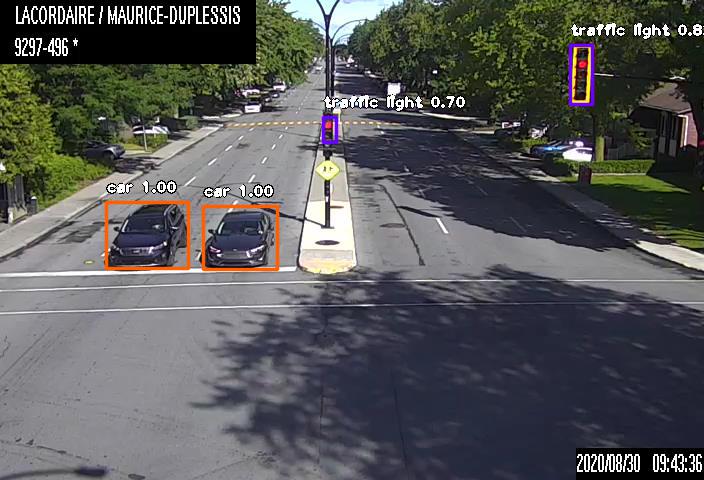 LACORDAIRE / MAURICE-DUPLESSIS
9297-496 *
traffic light 0.8
traffic light 0.70
car 1.00
car 1.00
2020/08/30 09:43:36